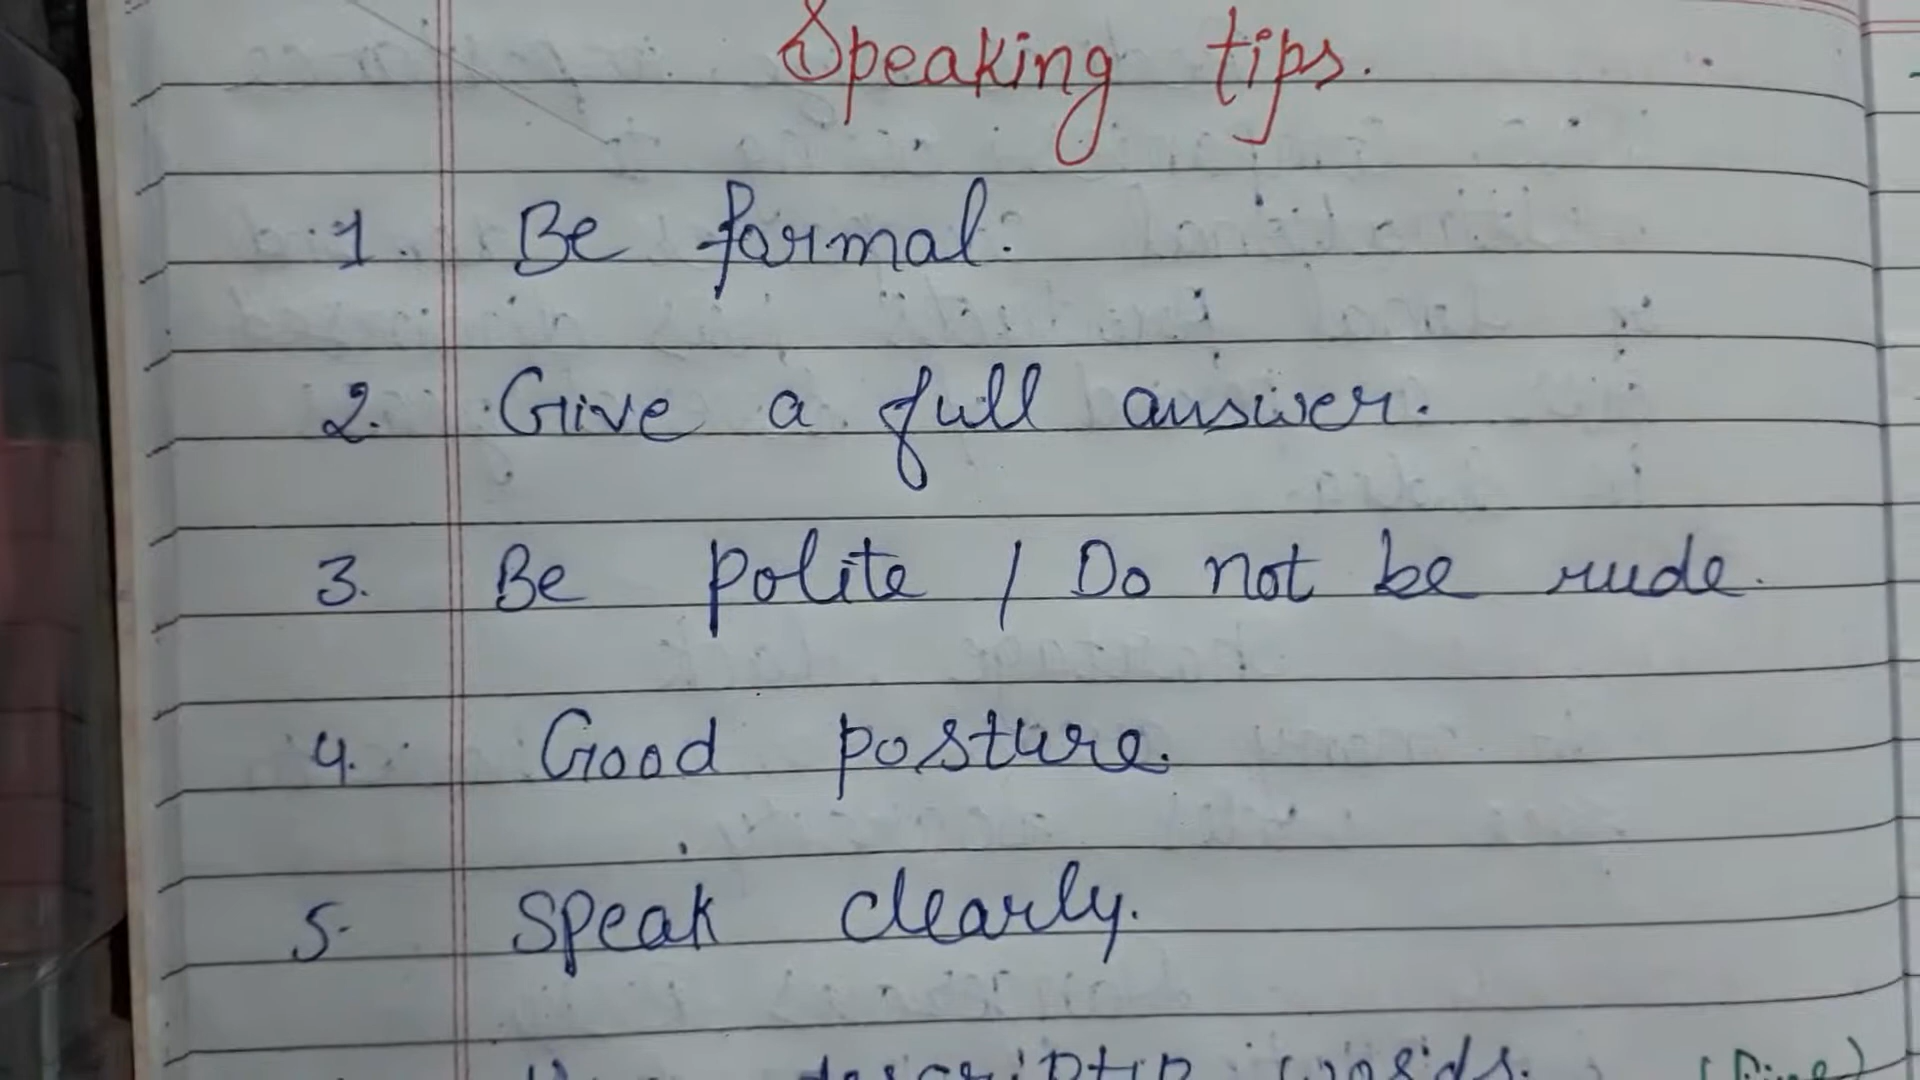 Speaking tips.
1. Be formal.
2. Give a full answer.
3. Be polite / Do not be rude.
4. Good posture.
5. Speak clearly.
words.